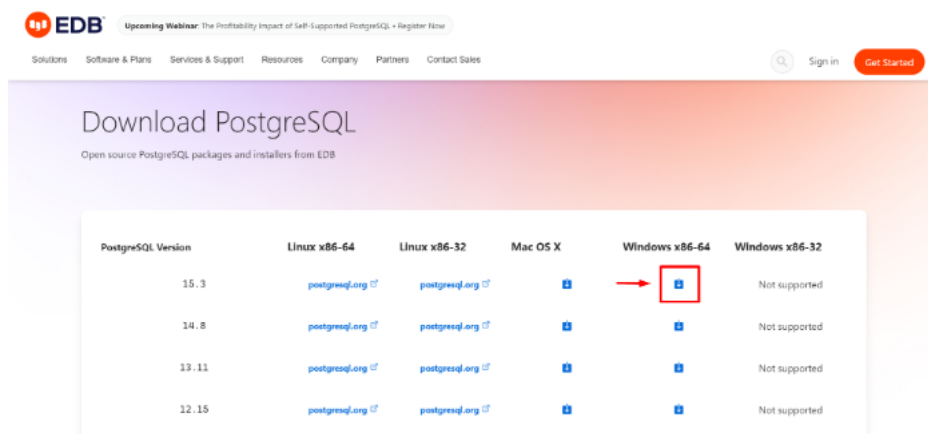 EDB Upcoming Webinar: The Profitability Impact of Self-Supported PostgreSQL • Register Now
Solutions Software & Plans Services & Support Resources Company Partners Contact Sales Sign in Get Started
Download PostgreSQL
Open source PostgreSQL packages and installers from EDB
PostgreSQL Version Linux x86-64 Linux x86-32 Mac OS X Windows x86-64 Windows x86-32
15.3 postgresql.org postgresql.org Not supported
14.8 postgresql.org postgresql.org Not supported
13.11 postgresql.org postgresql.org Not supported
12.15 postgresql.org postgresql.org Not supported